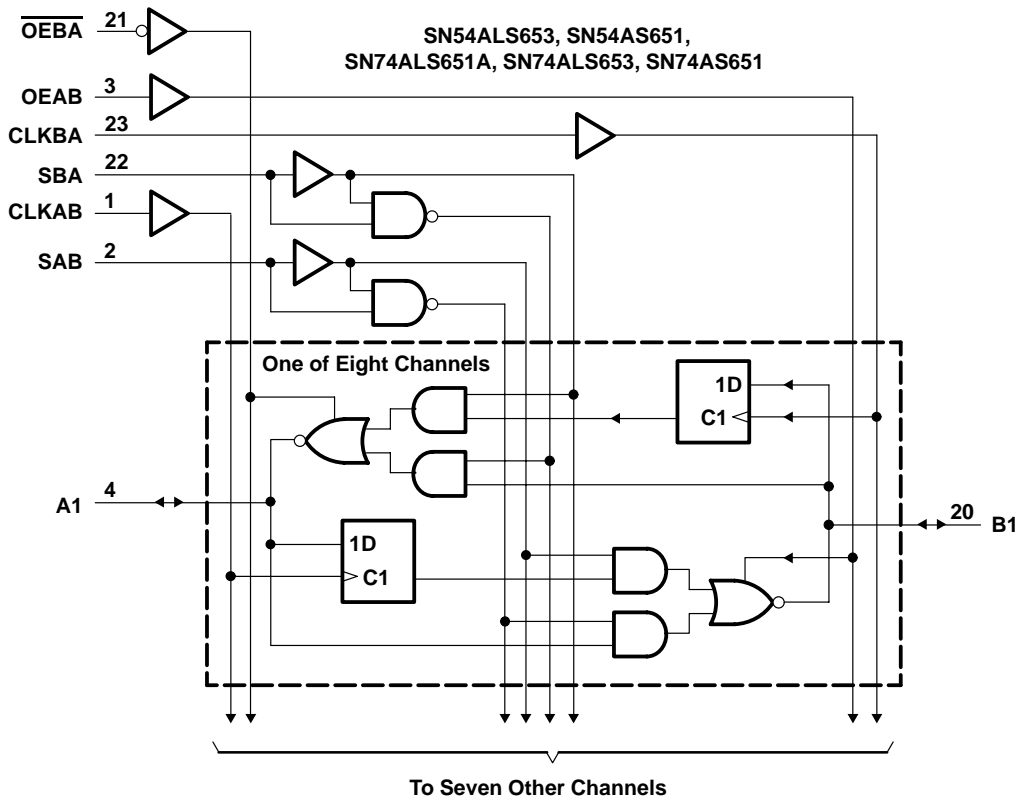 OEBA 21
SN54ALS653, SN54AS651,
SN74ALS651A, SN74ALS653, SN74AS651
OEAB 3
CLKBA 23
SBA 22
CLKAB 1
SAB 2
One of Eight Channels
1D
C1
A1 4
20 B1
1D
C1
To Seven Other Channels